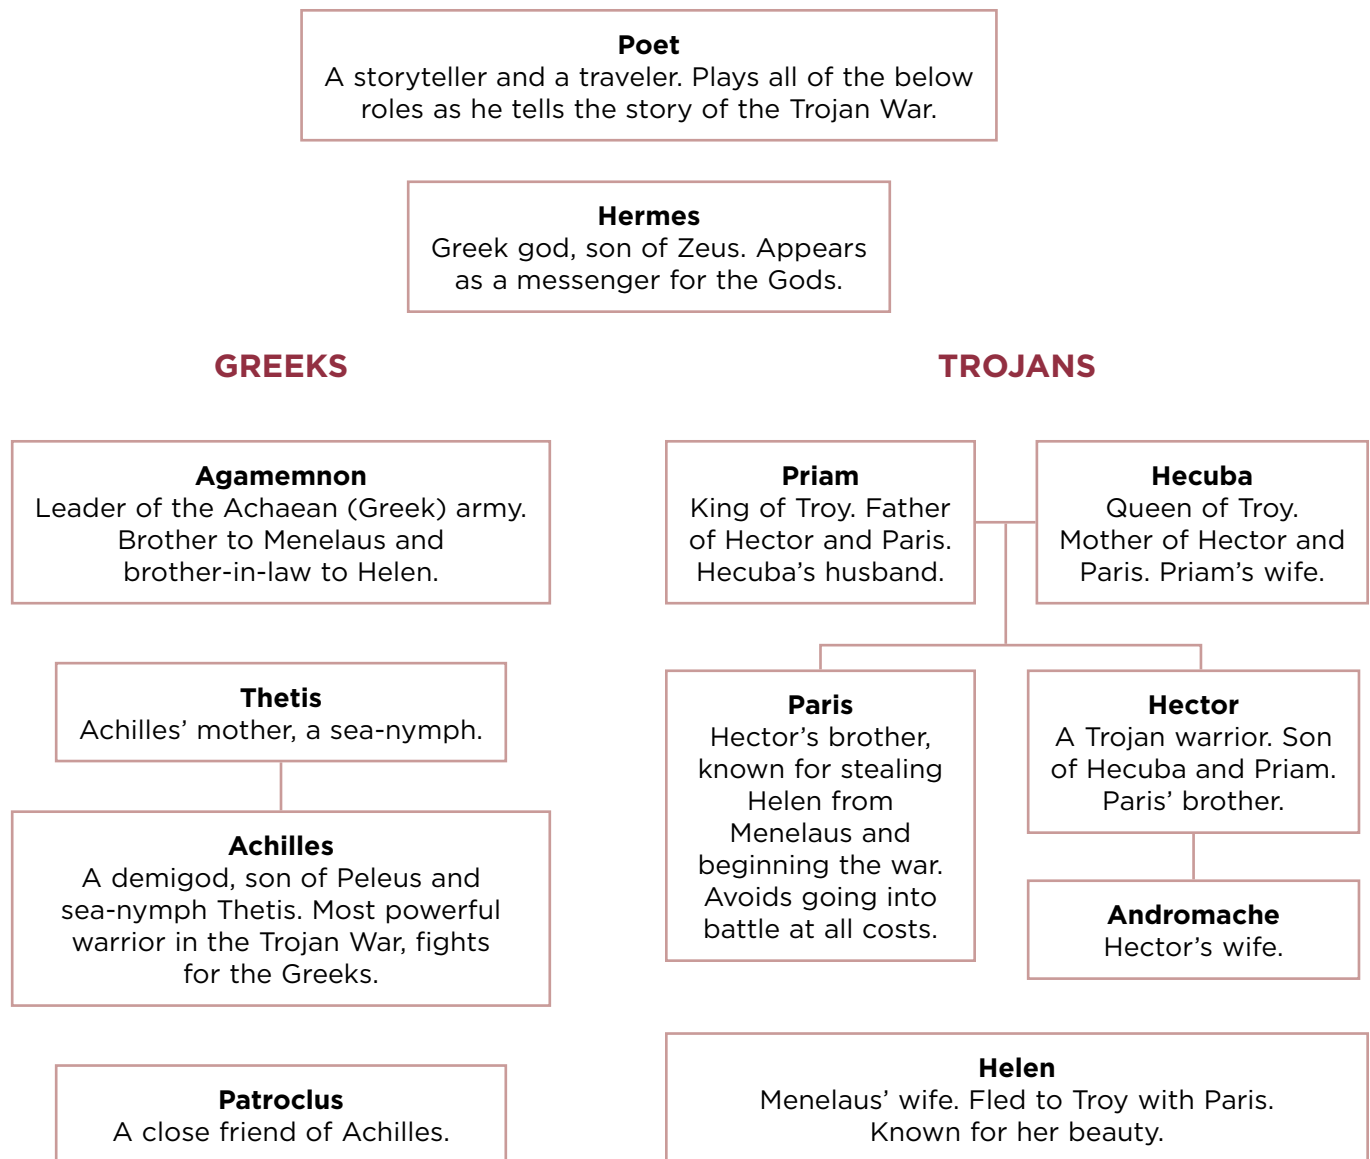 Poet
A storyteller and a traveler. Plays all of the below
roles as he tells the story of the Trojan War.
Hermes
Greek god, son of Zeus. Appears
as a messenger for the Gods.
GREEKS
Agamemnon
Leader of the Achaean (Greek) army.
Brother to Menelaus and
brother-in-law to Helen.
Thetis
Achilles’ mother, a sea-nymph.
Achilles
A demigod, son of Peleus and
sea-nymph Thetis. Most powerful
warrior in the Trojan War, fights
for the Greeks.
Patroclus
A close friend of Achilles.
TROJANS
Priam
King of Troy. Father
of Hector and Paris.
Hecuba’s husband.
Hecuba
Queen of Troy.
Mother of Hector and
Paris. Priam’s wife.
Paris
Hector’s brother,
known for stealing
Helen from
Menelaus and
beginning the war.
Avoids going into
battle at all costs.
Hector
A Trojan warrior. Son
of Hecuba and Priam.
Paris’ brother.
Andromache
Hector’s wife.
Helen
Menelaus’ wife. Fled to Troy with Paris.
Known for her beauty.